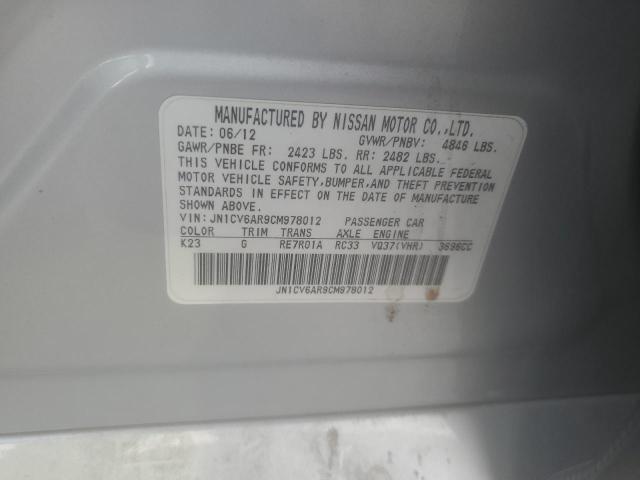 MANUFACTURED BY NISSAN MOTOR CO.,LTD.
DATE: 06/12 GVWR/PNBV: 4846 LBS.
GAWR/PNBE FR: 2423 LBS. RR: 2482 LBS.
THIS VEHICLE CONFORMS TO ALL APPLICABLE FEDERAL
MOTOR VEHICLE SAFETY, BUMPER, AND THEFT PREVENTION
STANDARDS IN EFFECT ON THE DATE OF MANUFACTURE
SHOWN ABOVE.
VIN: JN1CV6AR9CM978012 PASSENGER CAR
COLOR TRIM TRANS AXLE ENGINE
K23 G RE7R01A RC33 VQ37(VHR) 3696CC
JN1CV6AR9CM978012